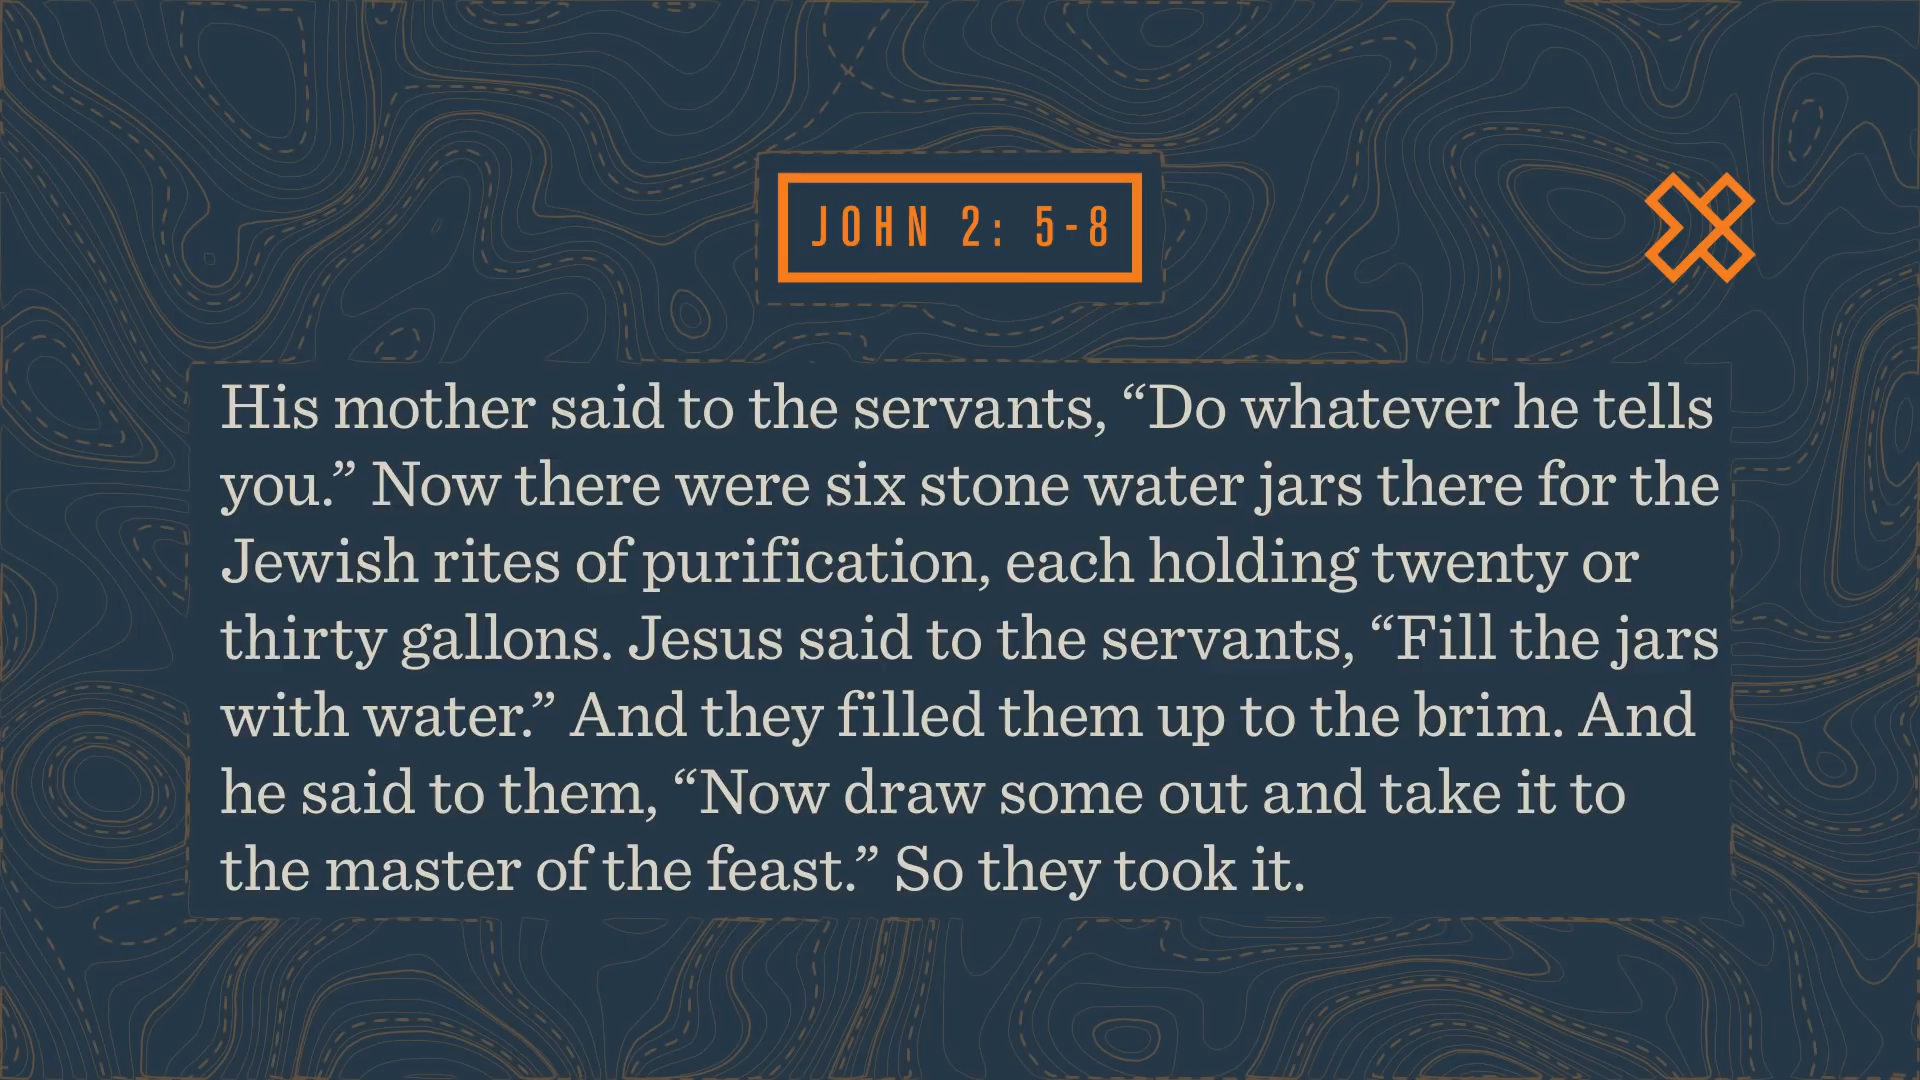 JOHN 2: 5-8
His mother said to the servants, “Do whatever he tells
you.” Now there were six stone water jars there for the
Jewish rites of purification, each holding twenty or
thirty gallons. Jesus said to the servants, “Fill the jars
with water.” And they filled them up to the brim. And
he said to them, “Now draw some out and take it to
the master of the feast.” So they took it.